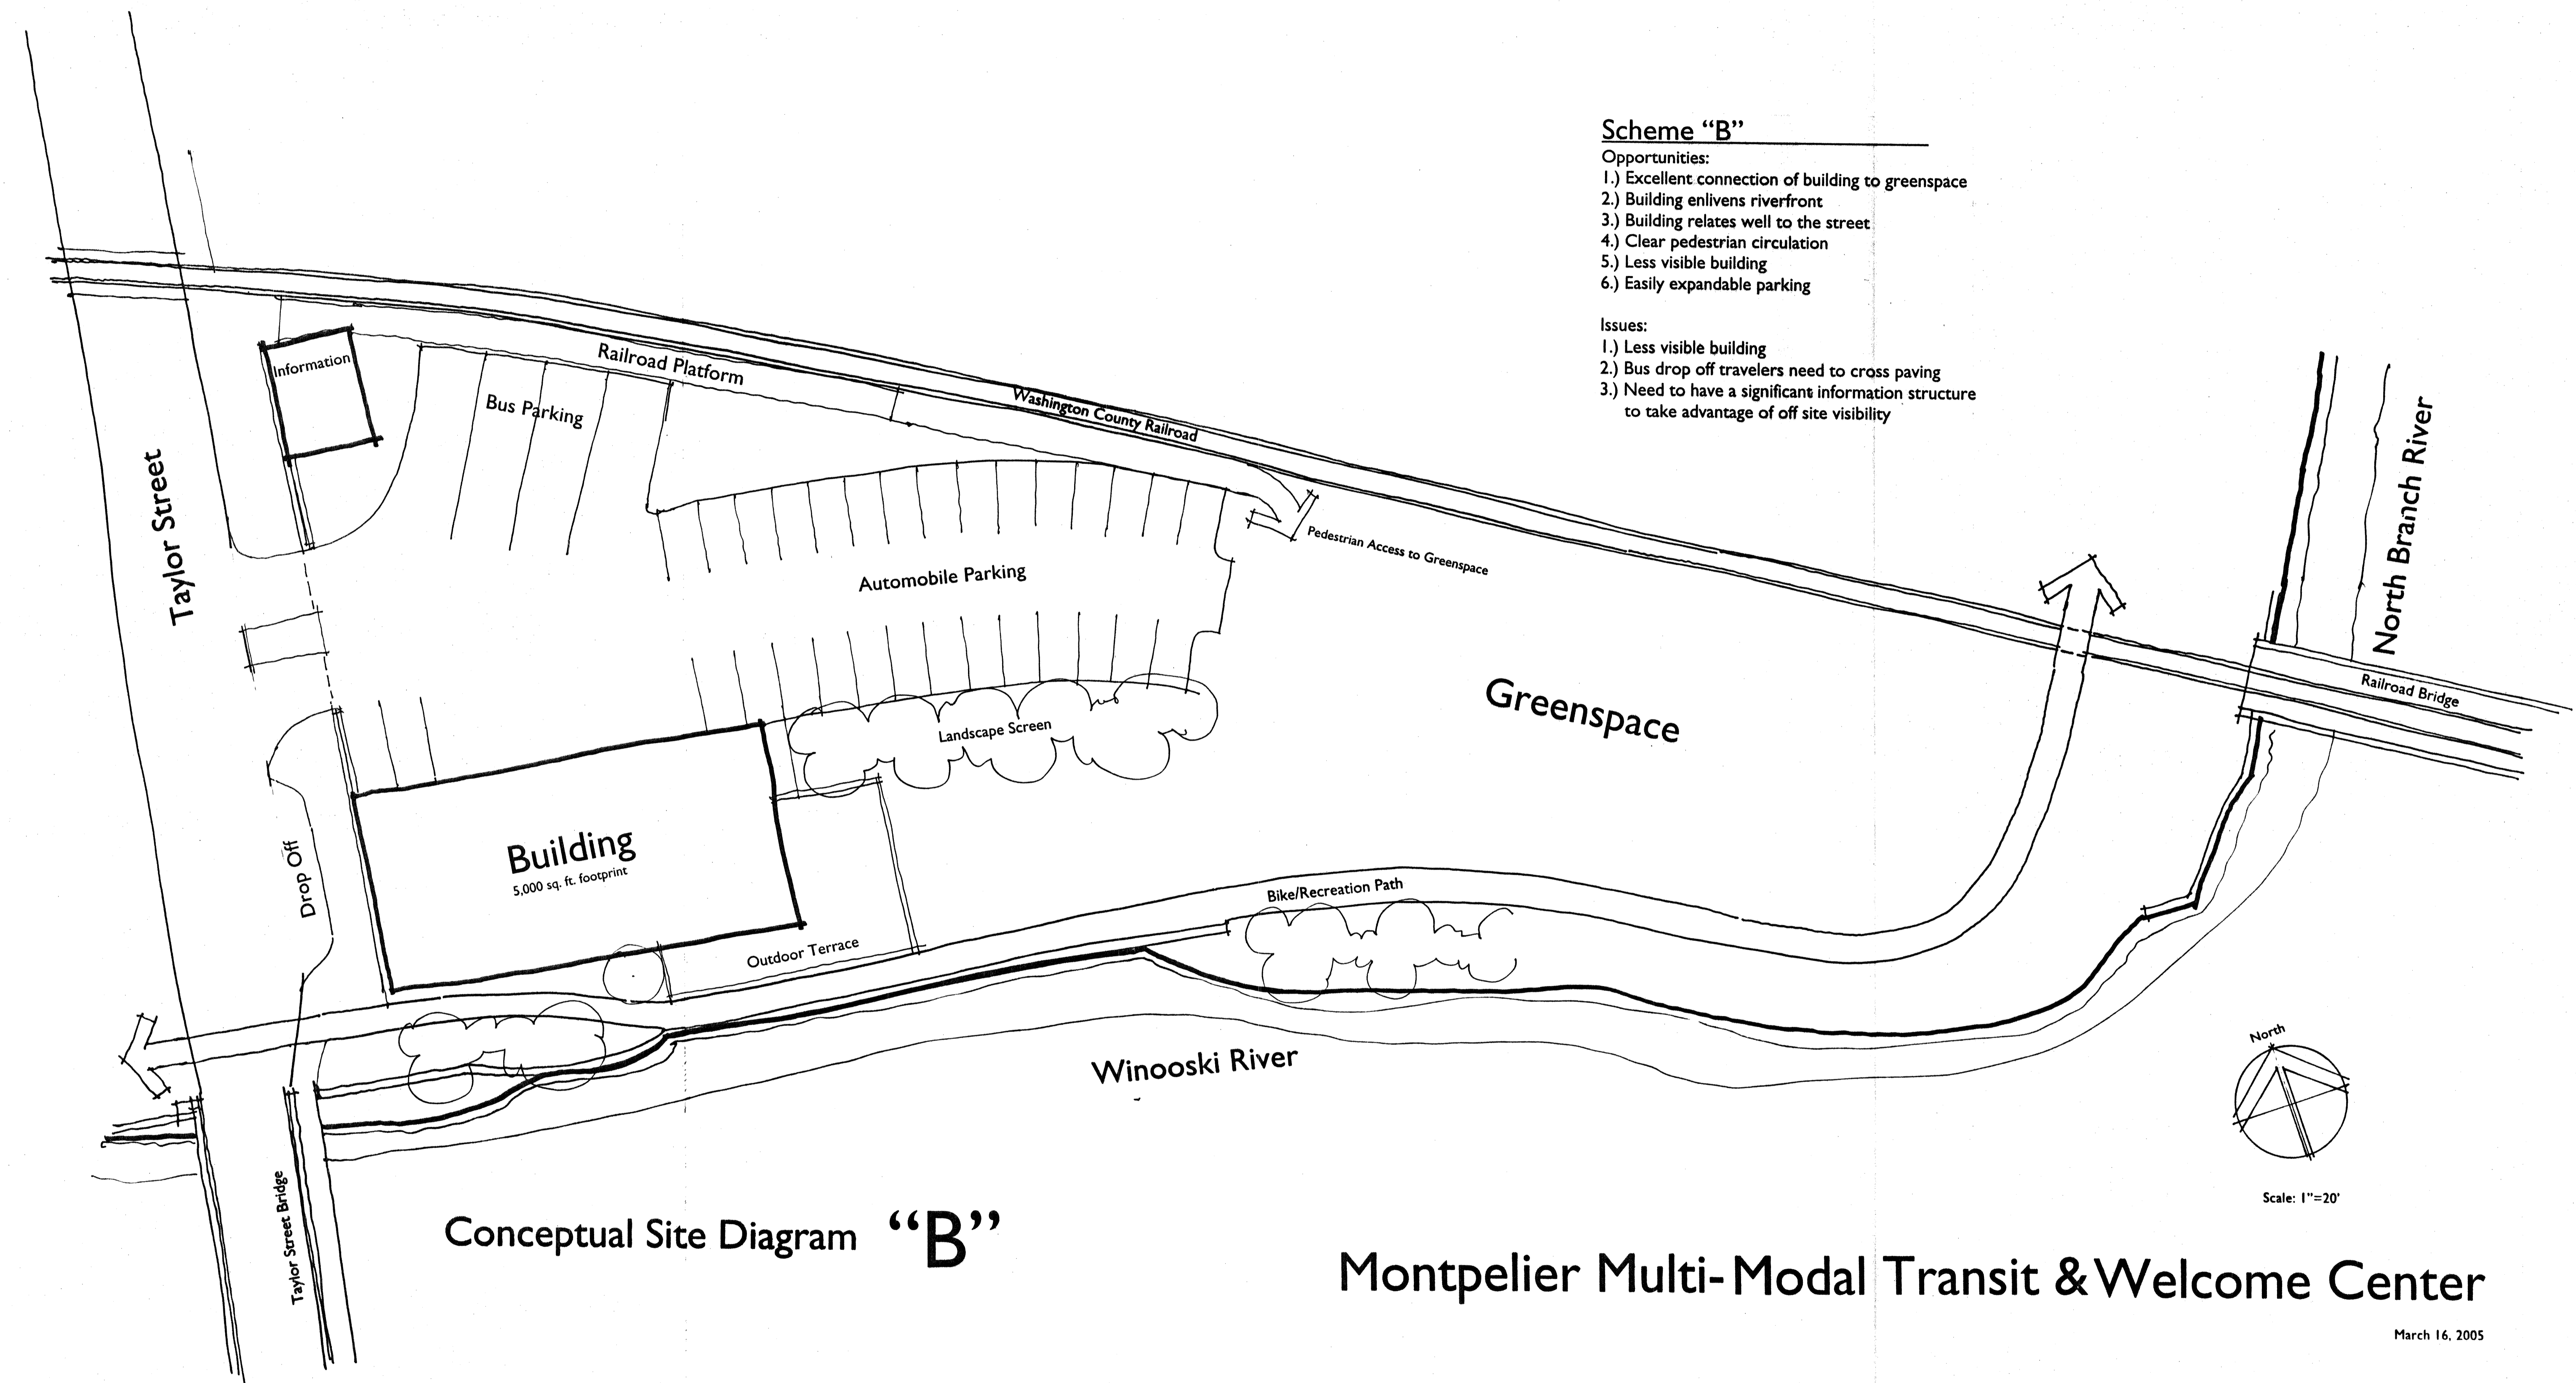 Scheme “B”
Opportunities:
1.) Excellent connection of building to greenspace
2.) Building enlivens riverfront
3.) Building relates well to the street
4.) Clear pedestrian circulation
5.) Less visible building
6.) Easily expandable parking
Issues:
1.) Less visible building
2.) Bus drop off travelers need to cross paving
3.) Need to have a significant information structure
to take advantage of off site visibility
Information
Railroad Platform
Bus Parking
Washington County Railroad
Taylor Street
Pedestrian Access to Greenspace
Automobile Parking
North Branch River
Railroad Bridge
Greenspace
Landscape Screen
Building
5,000 sq. ft. footprint
Drop Off
Bike/Recreation Path
Outdoor Terrace
Winooski River
North
Scale: 1”=20’
Taylor Street Bridge
Conceptual Site Diagram “B”
Montpelier Multi-Modal Transit & Welcome Center
March 16, 2005